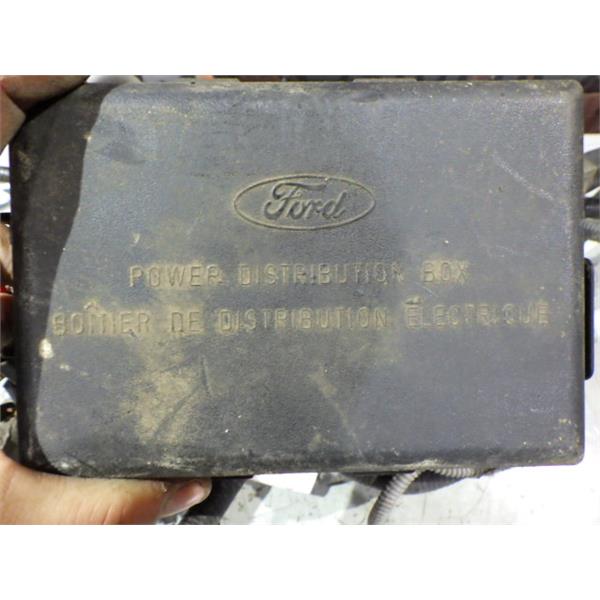 Ford
POWER DISTRIBUTION BOX
BOÎTIER DE DISTRIBUTION ÉLECTRIQUE